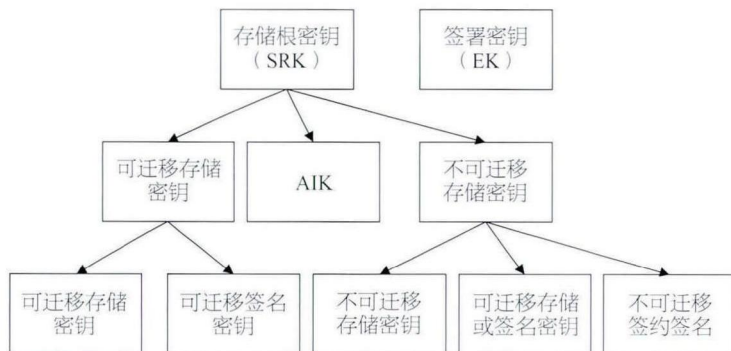 存储根密钥
（SRK）
签署密钥
（EK）
可迁移存储
密钥
AIK
不可迁移
存储密钥
可迁移存储
密钥
可迁移签名
密钥
不可迁移
存储密钥
可迁移存储
或签名密钥
不可迁移
签约签名